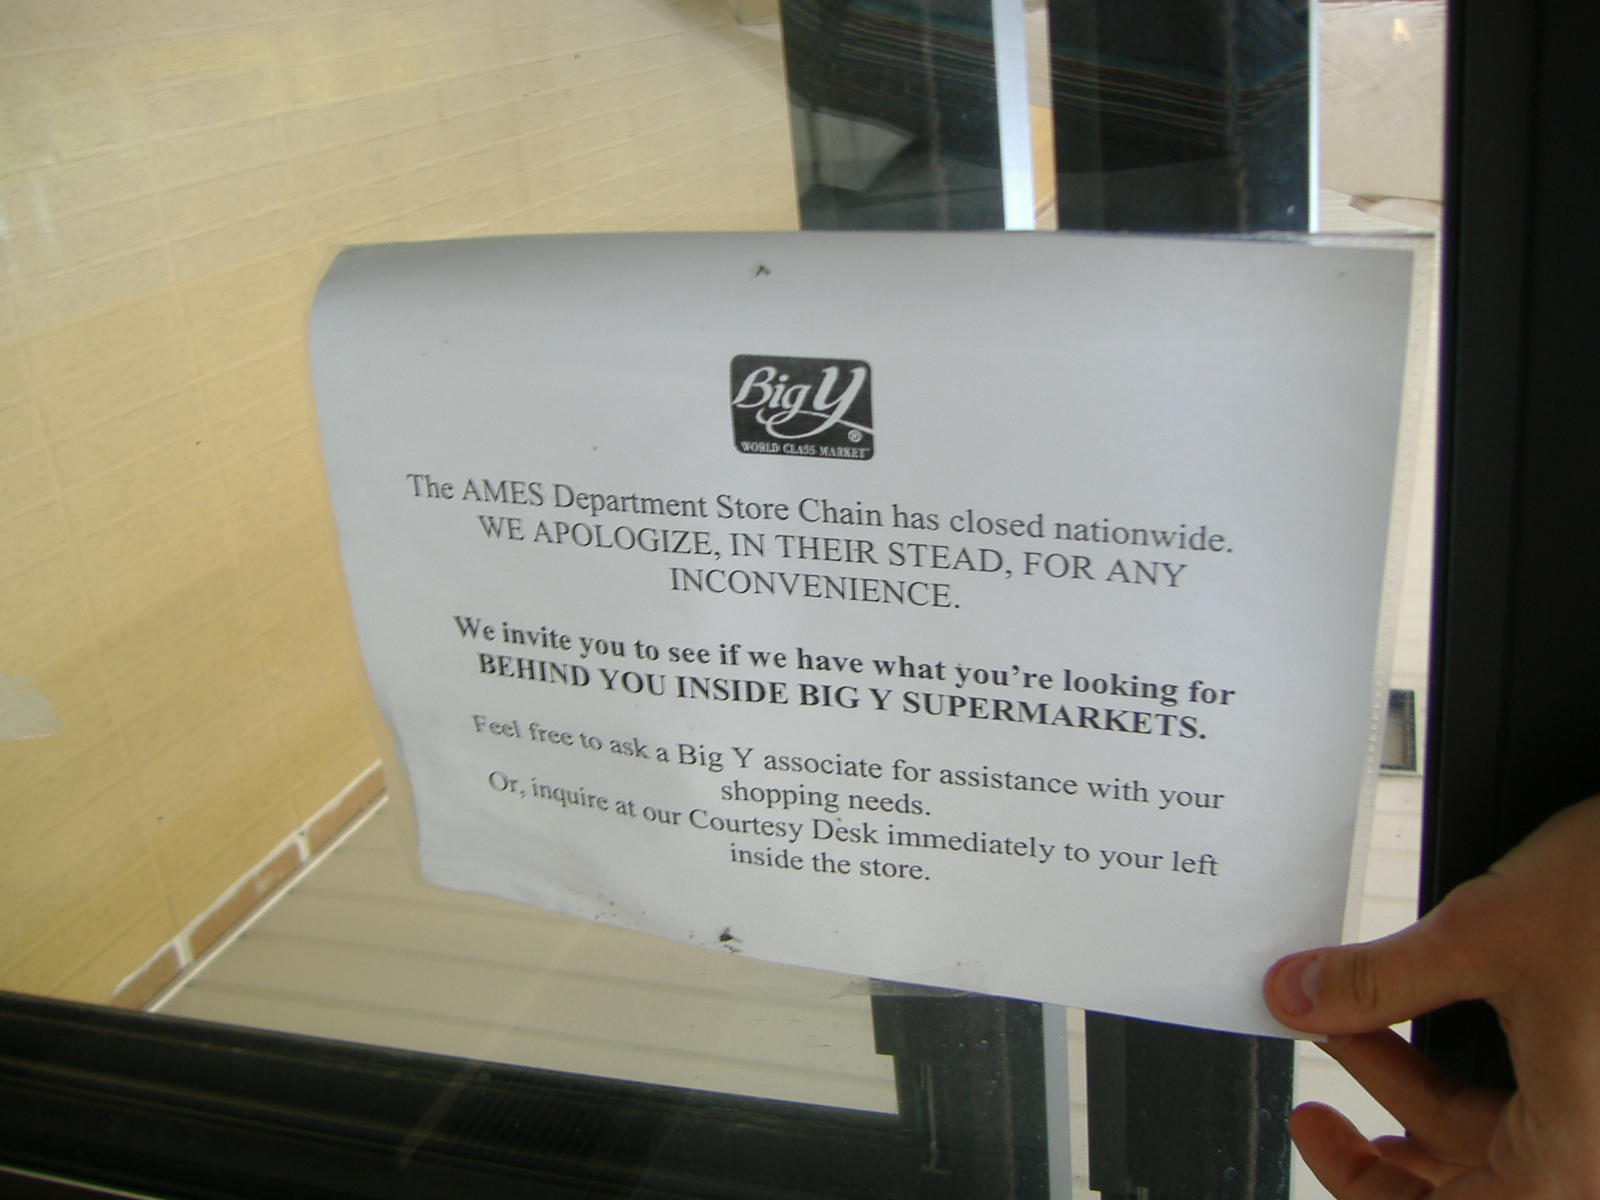 Big Y ®
WORLD CLASS MARKET™
The AMES Department Store Chain has closed nationwide.
WE APOLOGIZE, IN THEIR STEAD, FOR ANY
INCONVENIENCE.
We invite you to see if we have what you're looking for
BEHIND YOU INSIDE BIG Y SUPERMARKETS.
Feel free to ask a Big Y associate for assistance with your
shopping needs.
Or, inquire at our Courtesy Desk immediately to your left
inside the store.